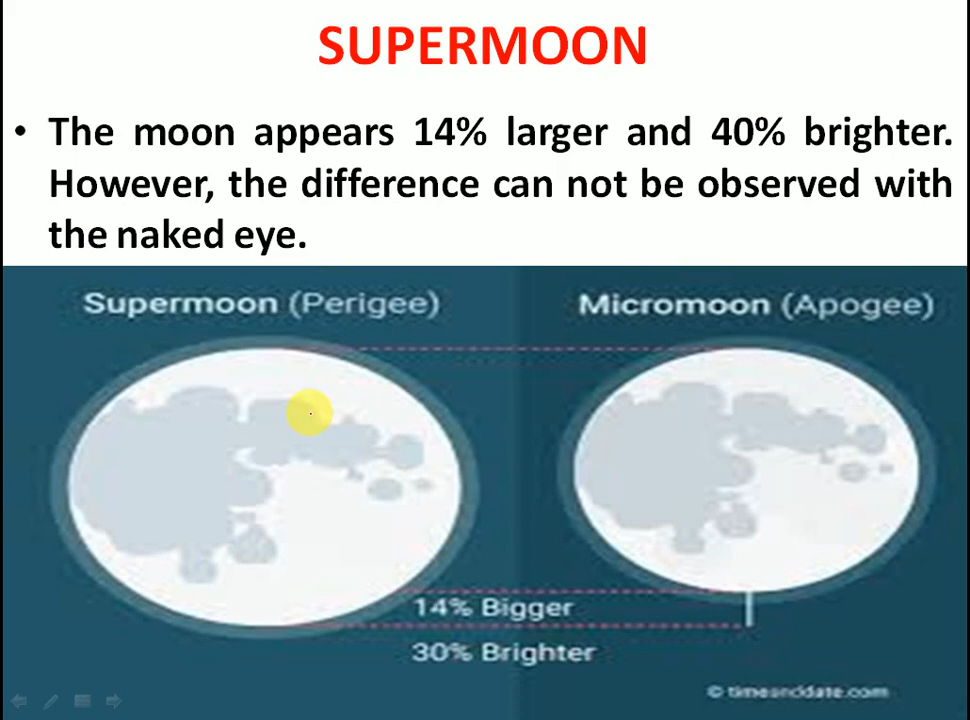 SUPERMOON
• The moon appears 14% larger and 40% brighter.
However, the difference can not be observed with
the naked eye.
Supermoon (Perigee)
Micromoon (Apogee)
14% Bigger
30% Brighter
© timeanddate.com